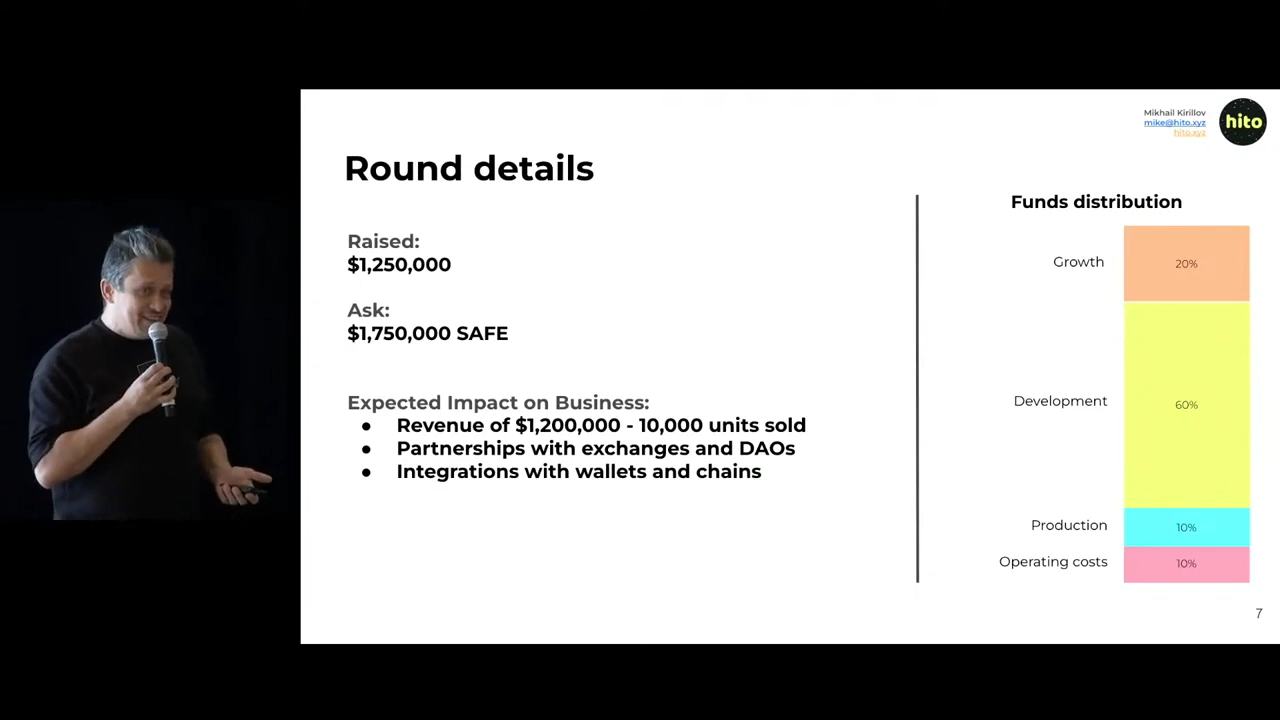 Mikhail Kirillov
mike@hito.xyz
hito.xyz
hito
Round details
Raised:
$1,250,000
Ask:
$1,750,000 SAFE
Expected Impact on Business:
● Revenue of $1,200,000 - 10,000 units sold
● Partnerships with exchanges and DAOs
● Integrations with wallets and chains
Funds distribution
Growth 20%
Development 60%
Production 10%
Operating costs 10%
7